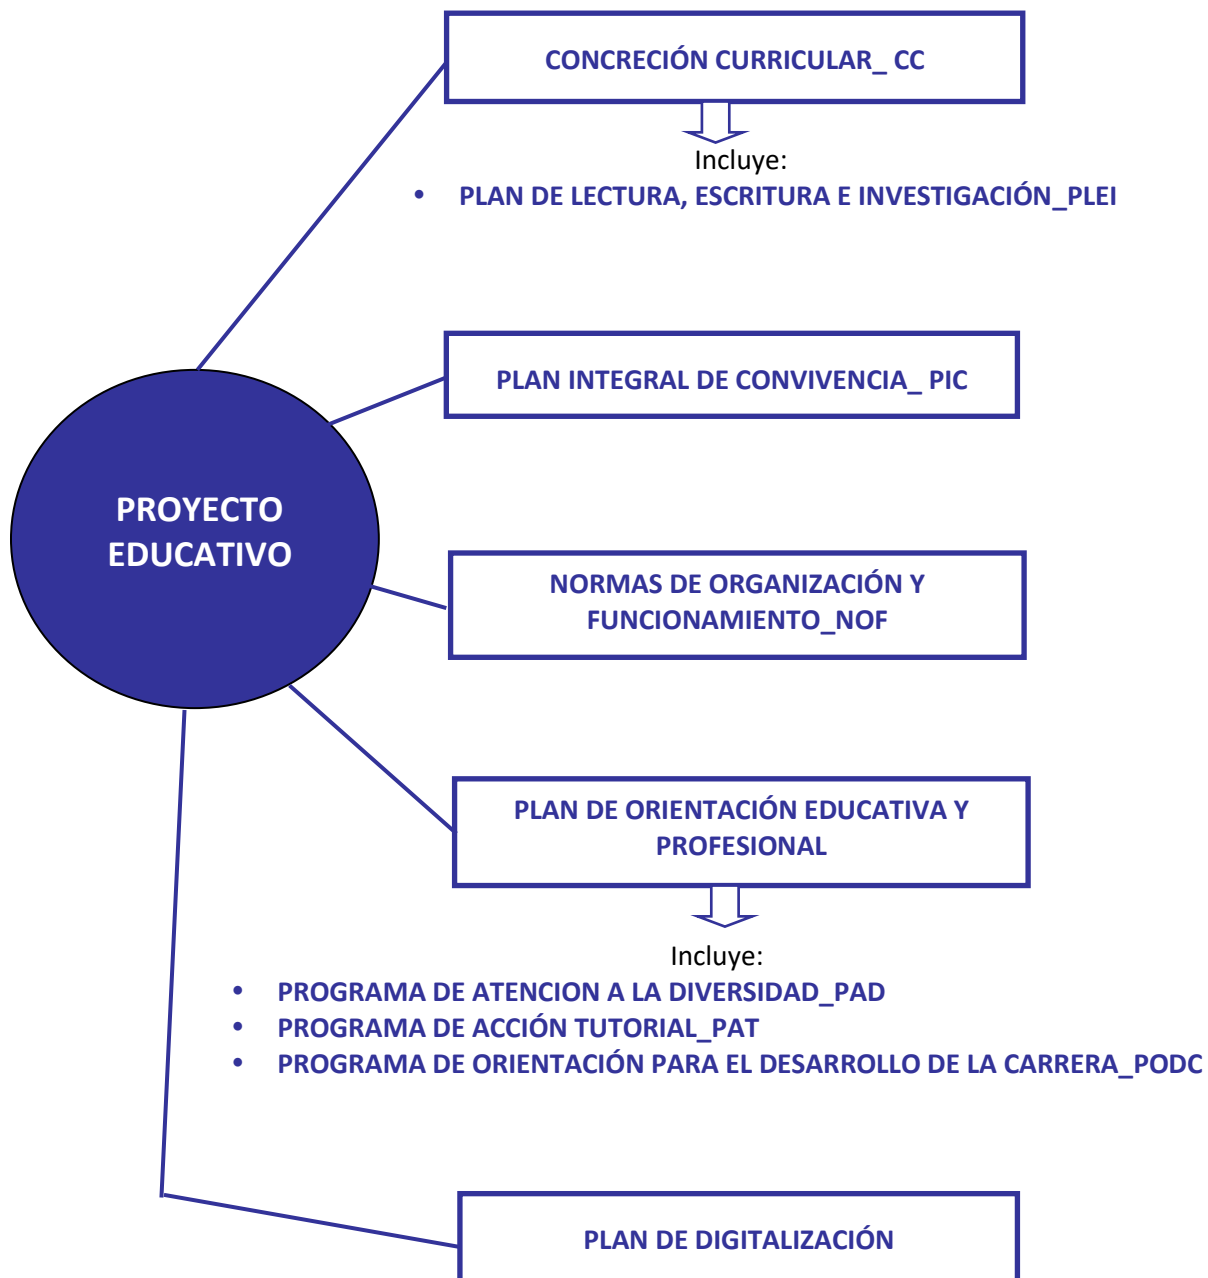 CONCRECIÓN CURRICULAR_ CC
Incluye:
• PLAN DE LECTURA, ESCRITURA E INVESTIGACIÓN_PLEI
PLAN INTEGRAL DE CONVIVENCIA_ PIC
PROYECTO
EDUCATIVO
NORMAS DE ORGANIZACIÓN Y
FUNCIONAMIENTO_NOF
PLAN DE ORIENTACIÓN EDUCATIVA Y
PROFESIONAL
Incluye:
• PROGRAMA DE ATENCION A LA DIVERSIDAD_PAD
• PROGRAMA DE ACCIÓN TUTORIAL_PAT
• PROGRAMA DE ORIENTACIÓN PARA EL DESARROLLO DE LA CARRERA_PODC
PLAN DE DIGITALIZACIÓN